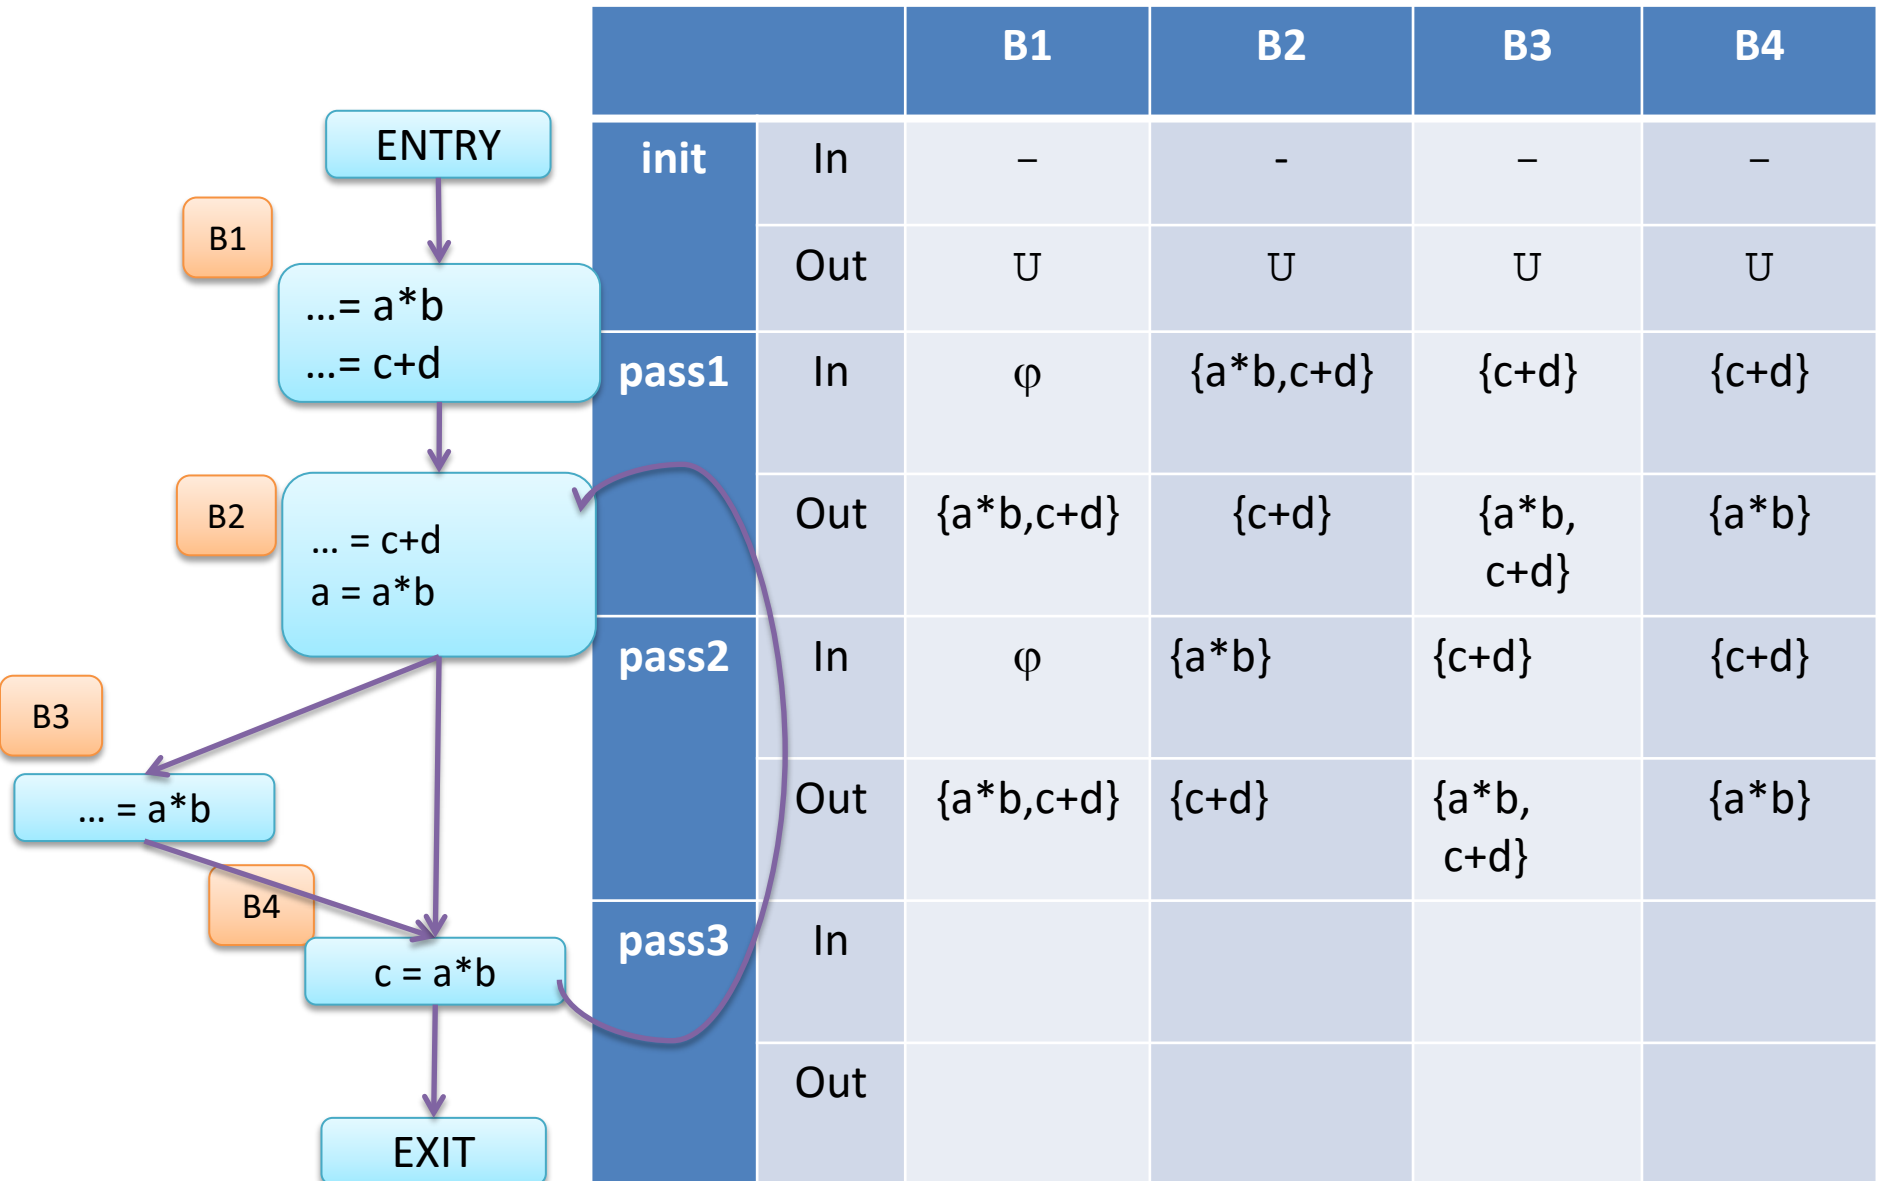 ENTRY
B1
…= a*b
…= c+d
B2
… = c+d
a = a*b
B3
… = a*b
B4
c = a*b
EXIT
B1 B2 B3 B4
init In – - – –
Out U U U U
pass1 In φ {a*b,c+d} {c+d} {c+d}
Out {a*b,c+d} {c+d} {a*b, {a*b}
c+d}
pass2 In φ {a*b} {c+d} {c+d}
Out {a*b,c+d} {c+d} {a*b, {a*b}
c+d}
pass3 In
Out